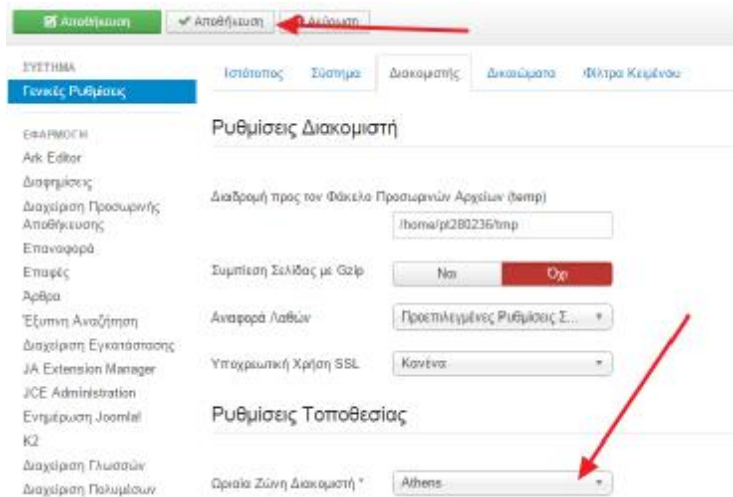 Αποθήκευση
Αποθήκευση
Ακύρωση
ΣΥΣΤΗΜΑ
Γενικές Ρυθμίσεις
ΕΦΑΡΜΟΓΗ
Ark Editor
Διαφημίσεις
Διαχείριση Προσωρινής
Αποθήκευσης
Επαναφορά
Επαφές
Άρθρα
Έξυπνη Αναζήτηση
Διαχείριση Εγκατάστασης
JA Extension Manager
JCE Administration
Ενημέρωση Joomla!
K2
Διαχείριση Γλωσσών
Διαχείριση Πολυμέσων
Ιστότοπος
Σύστημα
Διακομιστής
Δικαιώματα
Φίλτρα Κειμένου
Ρυθμίσεις Διακομιστή
Διαδρομή προς τον Φάκελο Προσωρινών Αρχείων (temp)
/home/pt280236/tmp
Συμπίεση Σελίδας με Gzip
Ναι
Όχι
Αναφορά Λαθών
Προεπιλεγμένες Ρυθμίσεις Σ...
Υποχρεωτική Χρήση SSL
Κανένα
Ρυθμίσεις Τοποθεσίας
Ωριαία Ζώνη Διακομιστή *
Athens